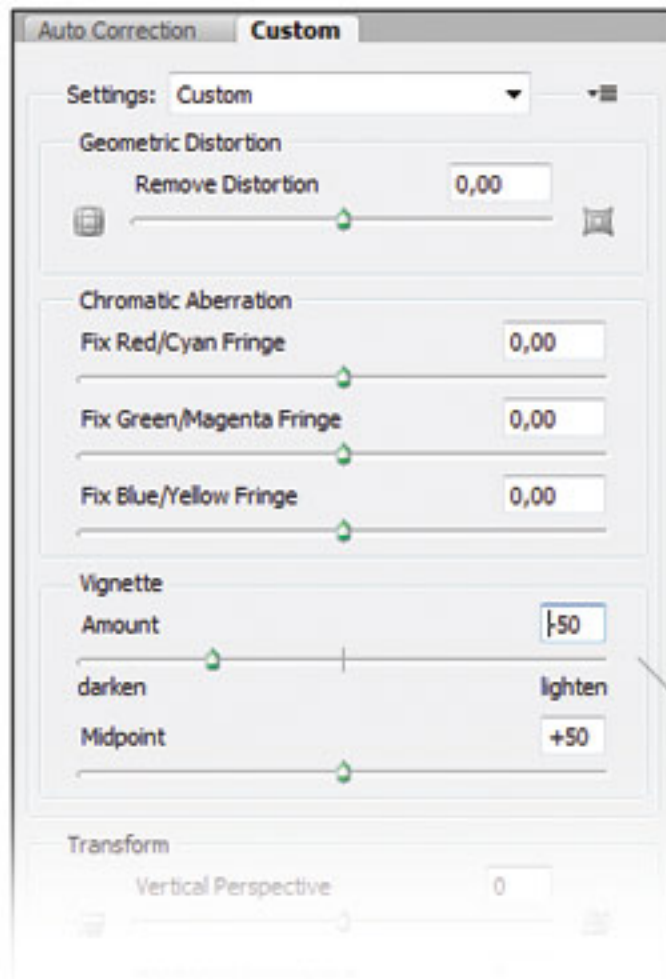 Auto Correction Custom
Settings: Custom
Geometric Distortion
Remove Distortion 0,00
Chromatic Aberration
Fix Red/Cyan Fringe 0,00
Fix Green/Magenta Fringe 0,00
Fix Blue/Yellow Fringe 0,00
Vignette
Amount -50
darken lighten
Midpoint +50
Transform
Vertical Perspective 0